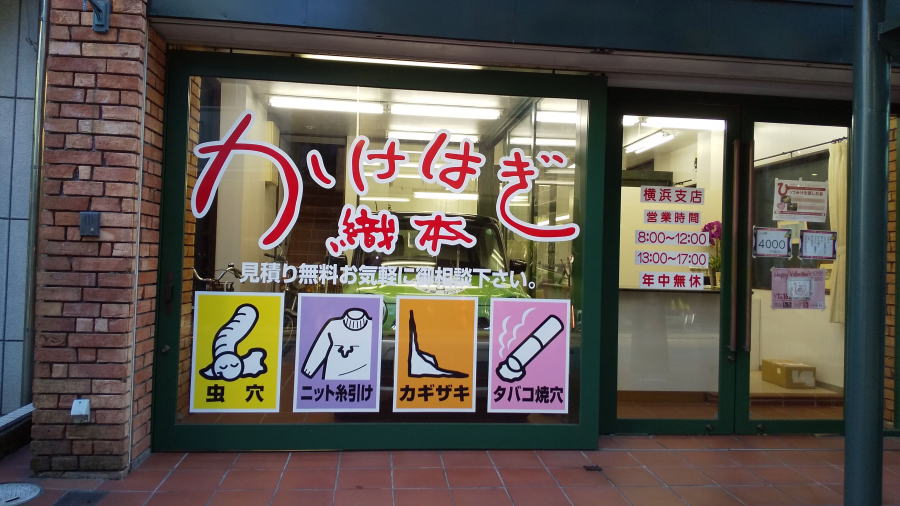 かけはぎ
織本
見積り無料お気軽に御相談下さい。
虫穴
ニット糸引け
カギザキ
タバコ焼穴
横浜支店
営業時間
8:00〜12:00
13:00〜17:00
年中無休
4000